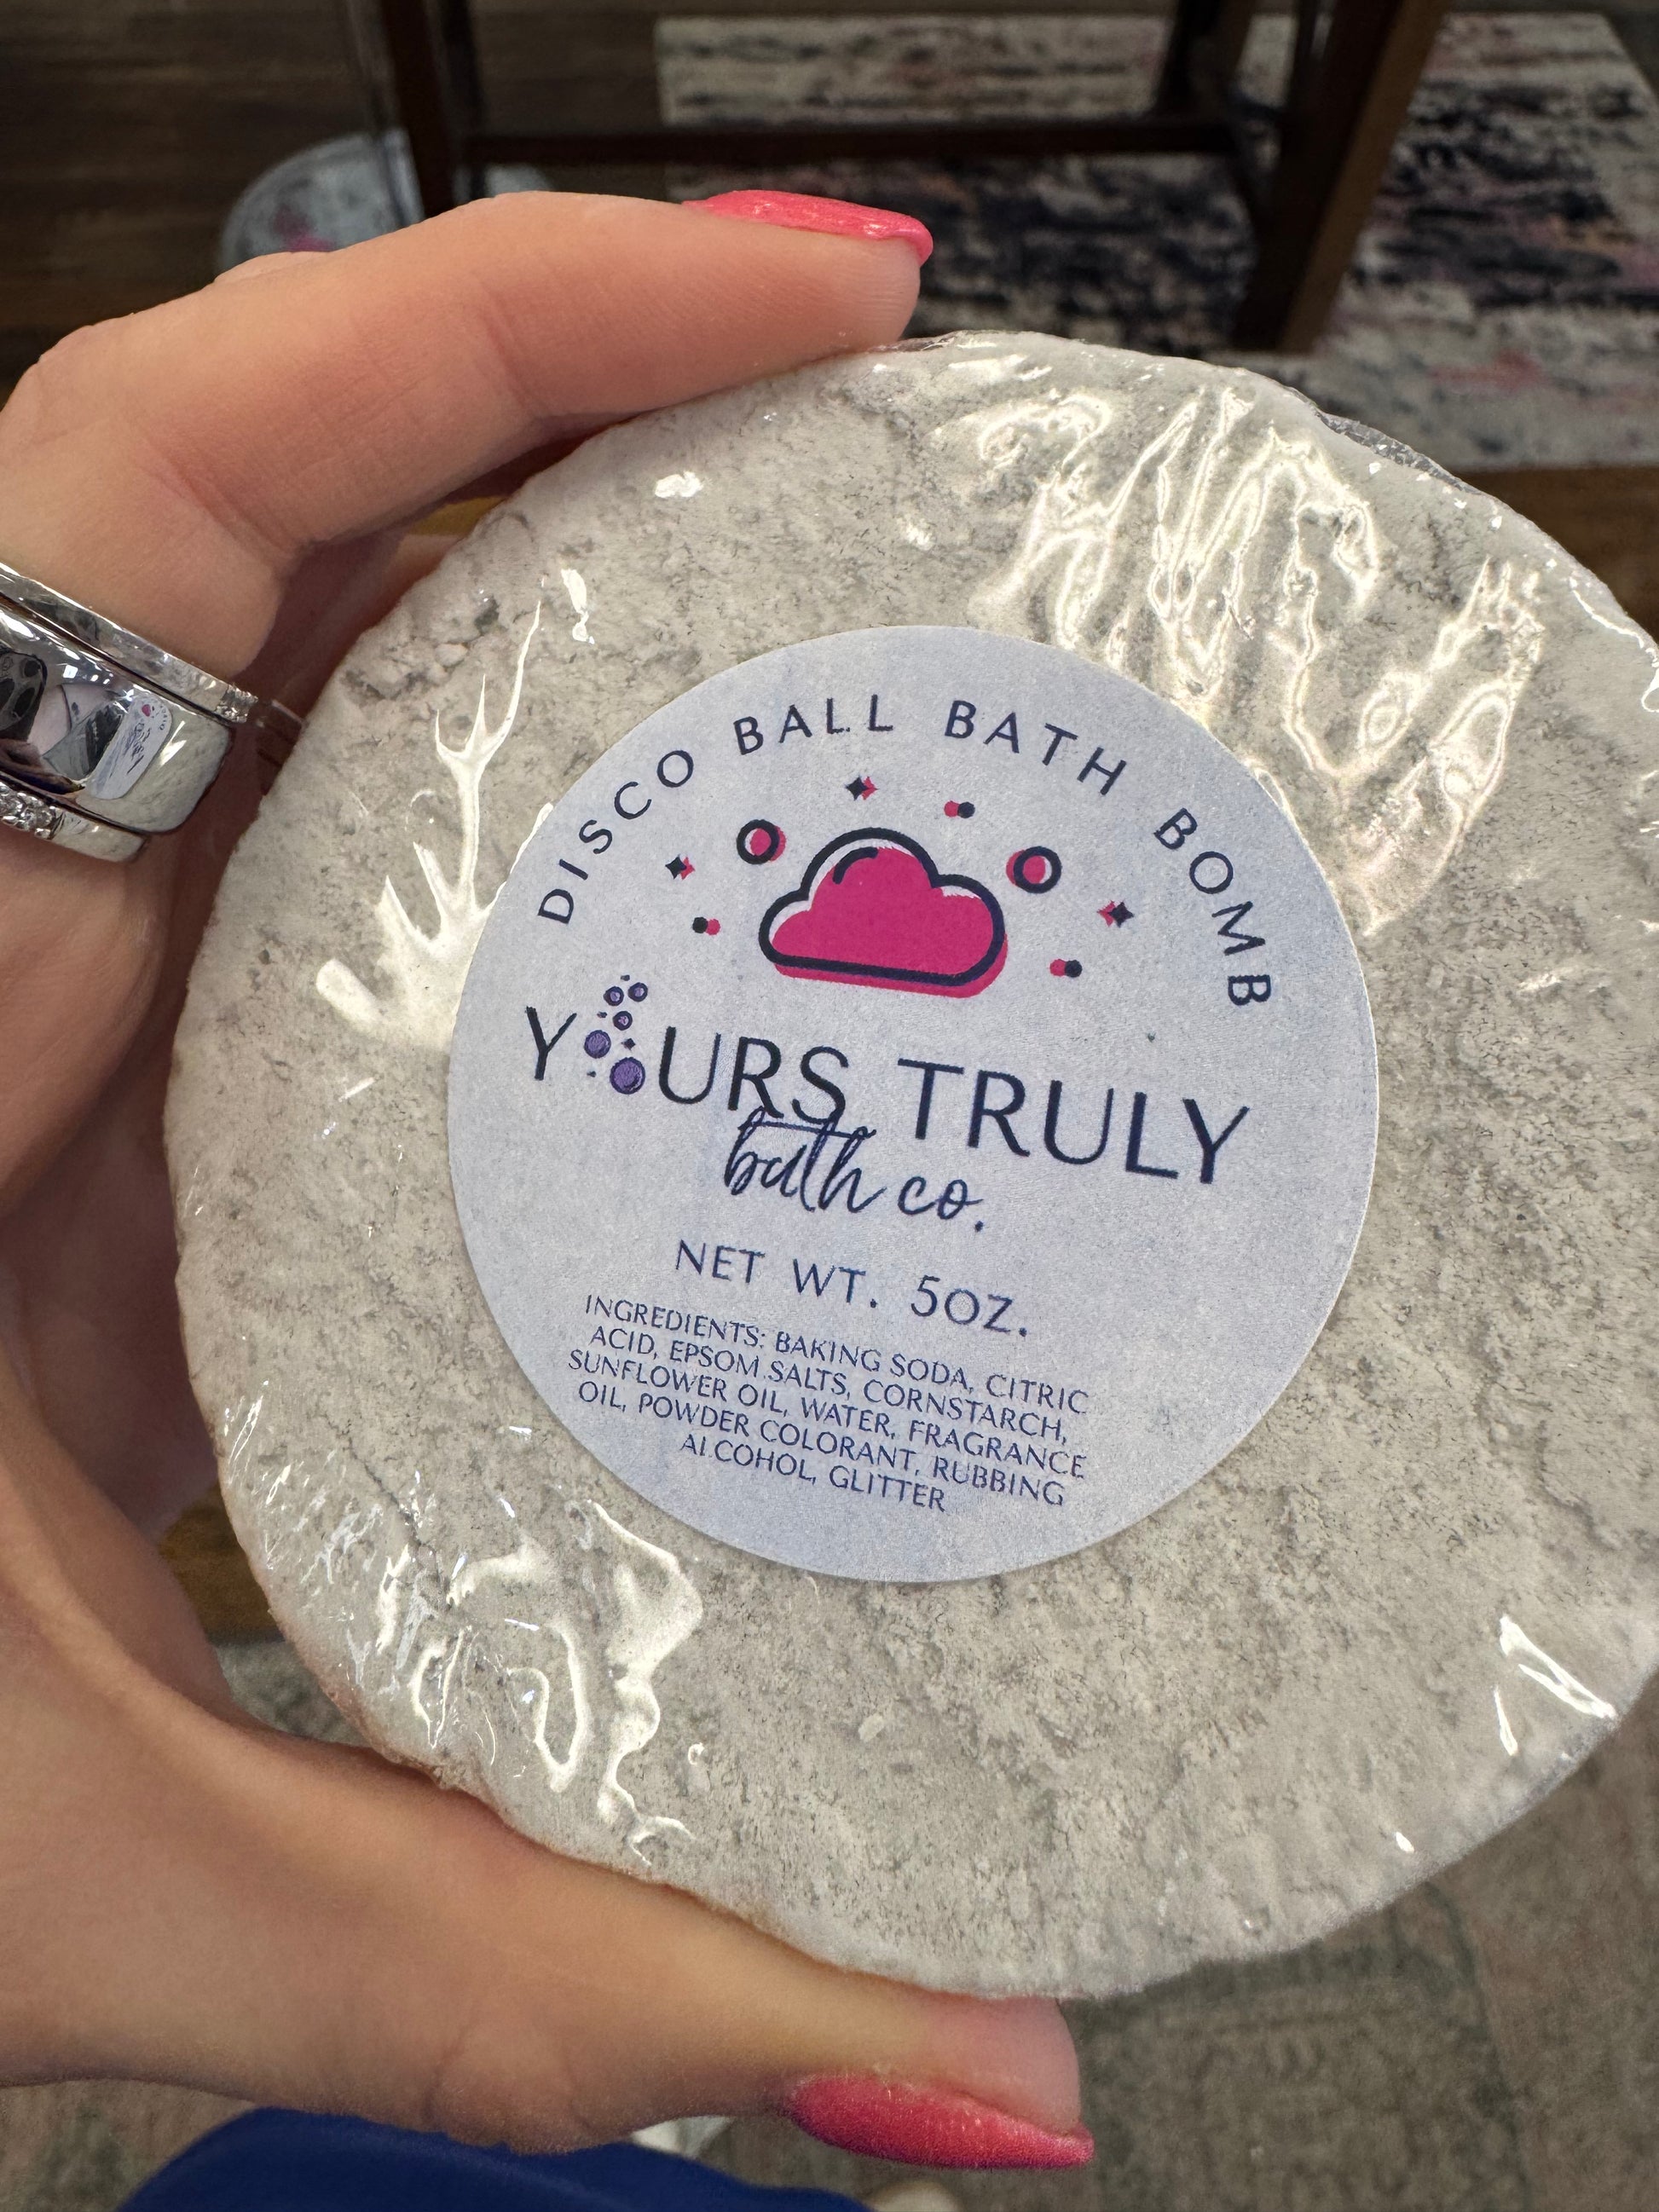 DISCO BALL BATH BOMB
YOURS TRULY
bath co.
NET WT. 5OZ.
INGREDIENTS: BAKING SODA, CITRIC
ACID, EPSOM SALTS, CORNSTARCH,
SUNFLOWER OIL, WATER, FRAGRANCE
OIL, POWDER COLORANT, RUBBING
ALCOHOL, GLITTER